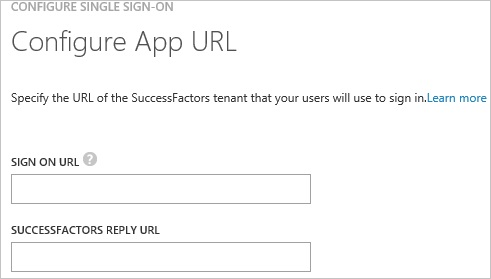 CONFIGURE SINGLE SIGN-ON
Configure App URL
Specify the URL of the SuccessFactors tenant that your users will use to sign in.Learn more
SIGN ON URL ?
SUCCESSFACTORS REPLY URL